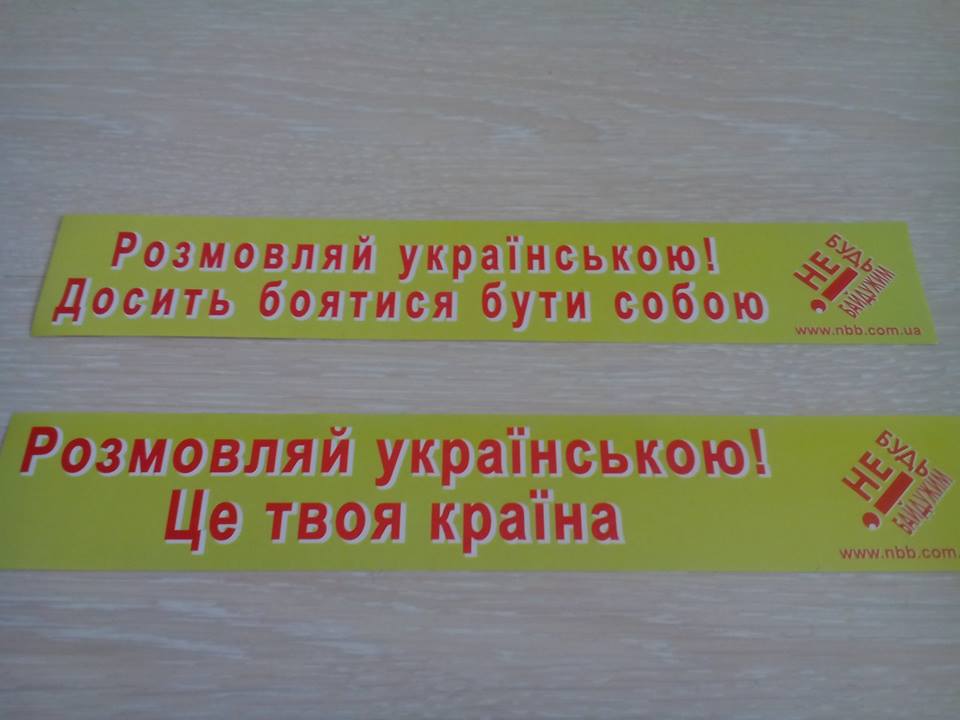 Розмовляй українською!
Досить боятися бути собою
НЕ БУДЬ
БАЙДУЖИМ
www.nbb.com.ua
Розмовляй українською!
Це твоя країна
НЕ БУДЬ
БАЙДУЖИМ
www.nbb.com.